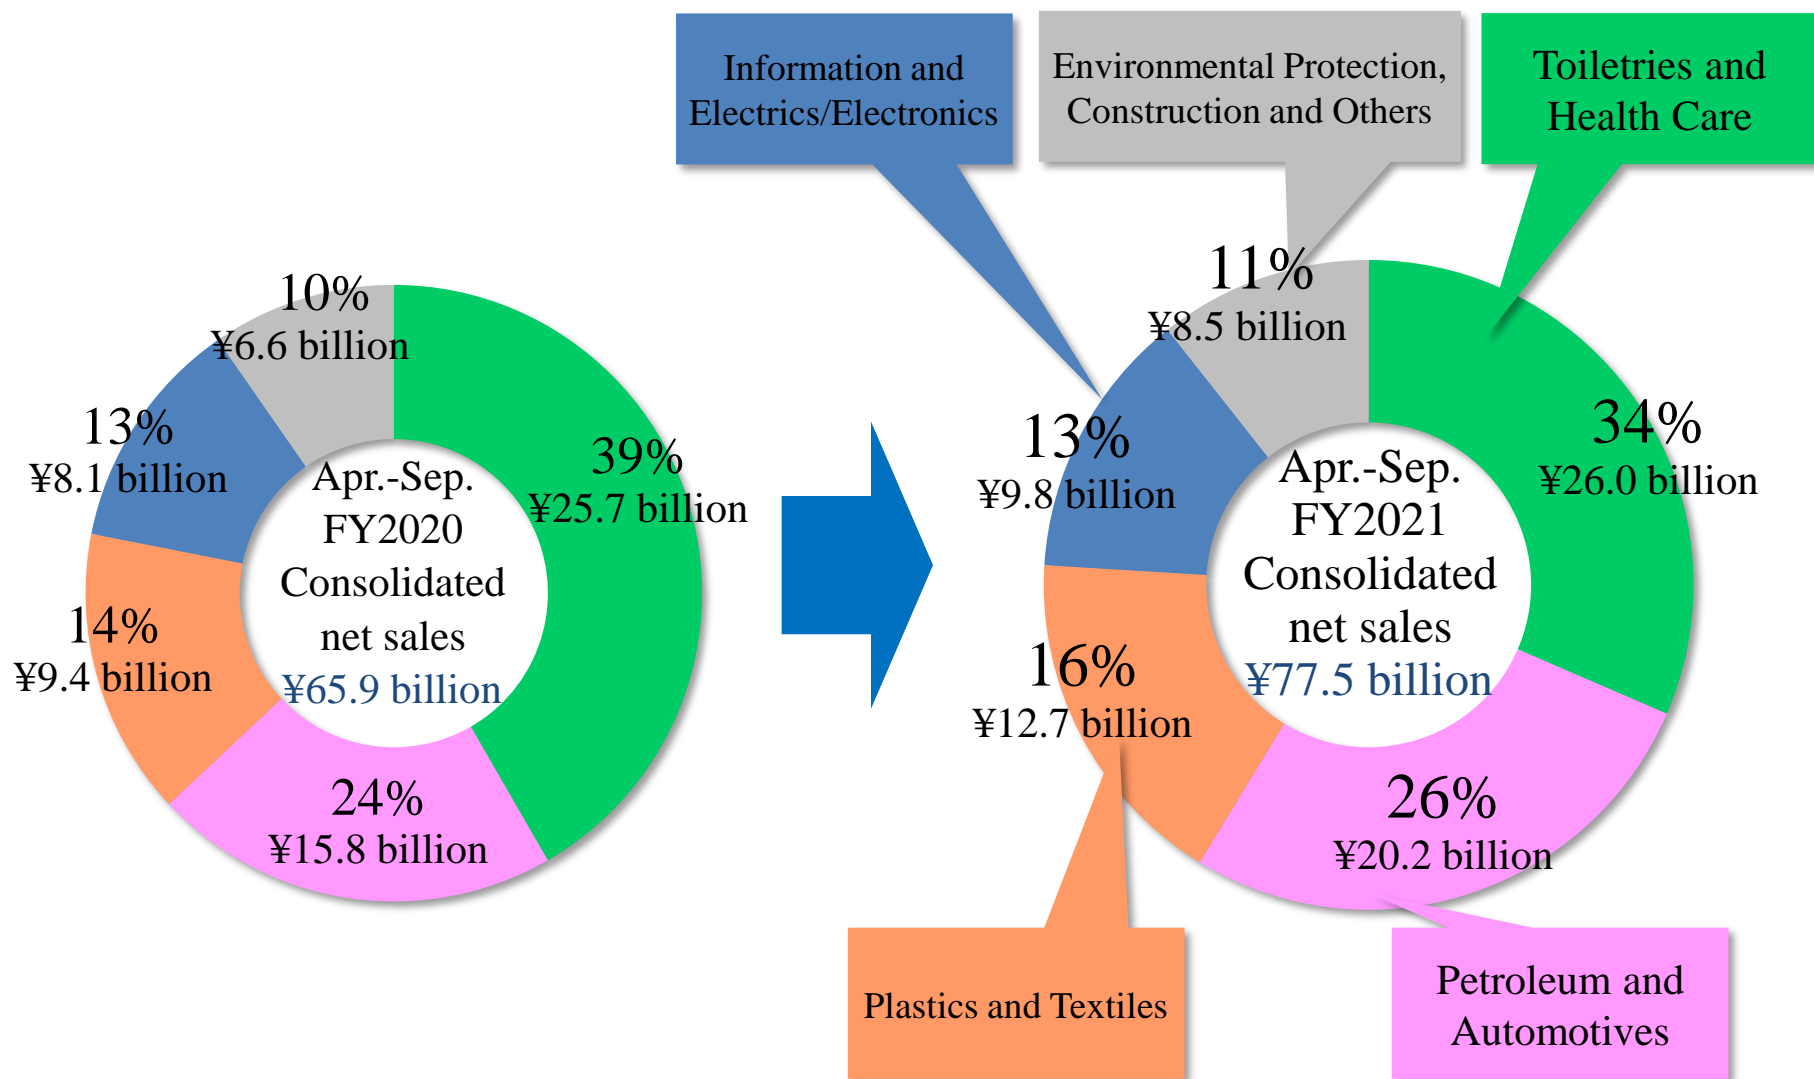 Information and
Electrics/Electronics
Environmental Protection,
Construction and Others
Toiletries and
Health Care
10%
¥6.6 billion
13%
¥8.1 billion
39%
¥25.7 billion
14%
¥9.4 billion
24%
¥15.8 billion
Apr.-Sep.
FY2020
Consolidated
net sales
¥65.9 billion
11%
¥8.5 billion
13%
¥9.8 billion
34%
¥26.0 billion
16%
¥12.7 billion
26%
¥20.2 billion
Apr.-Sep.
FY2021
Consolidated
net sales
¥77.5 billion
Plastics and Textiles
Petroleum and
Automotives